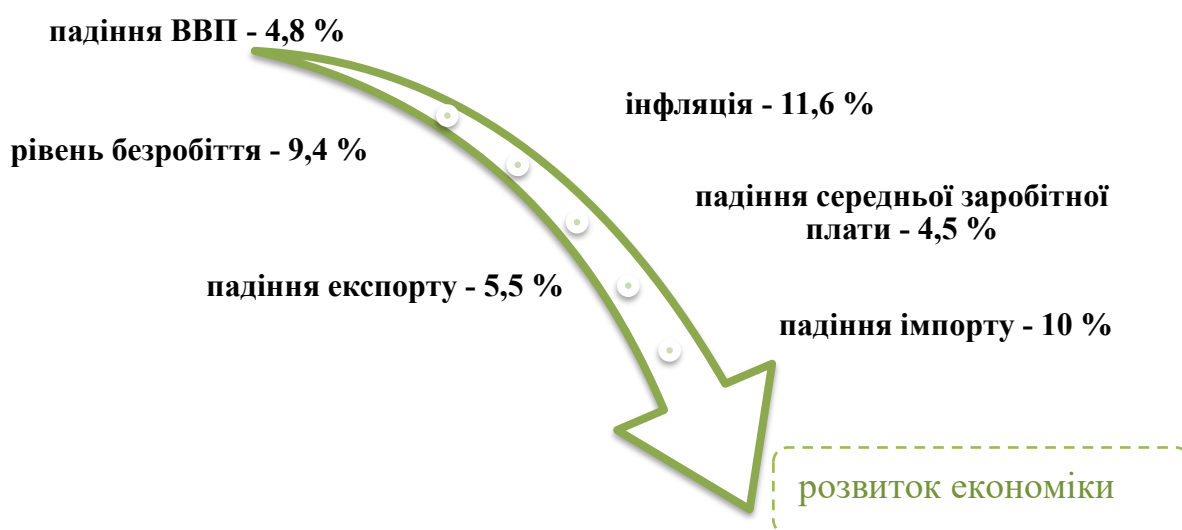 падіння ВВП - 4,8 %
інфляція - 11,6 %
рівень безробіття - 9,4 %
падіння середньої заробітної
плати - 4,5 %
падіння експорту - 5,5 %
падіння імпорту - 10 %
розвиток економіки